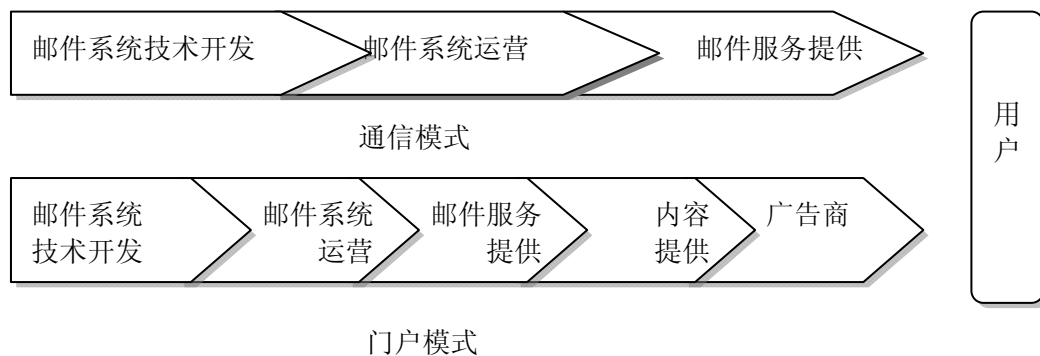 邮件系统技术开发
邮件系统运营
邮件服务提供
通信模式
用
户
邮件系统
技术开发
邮件系统
运营
邮件服务
提供
内容
提供
广告商
门户模式